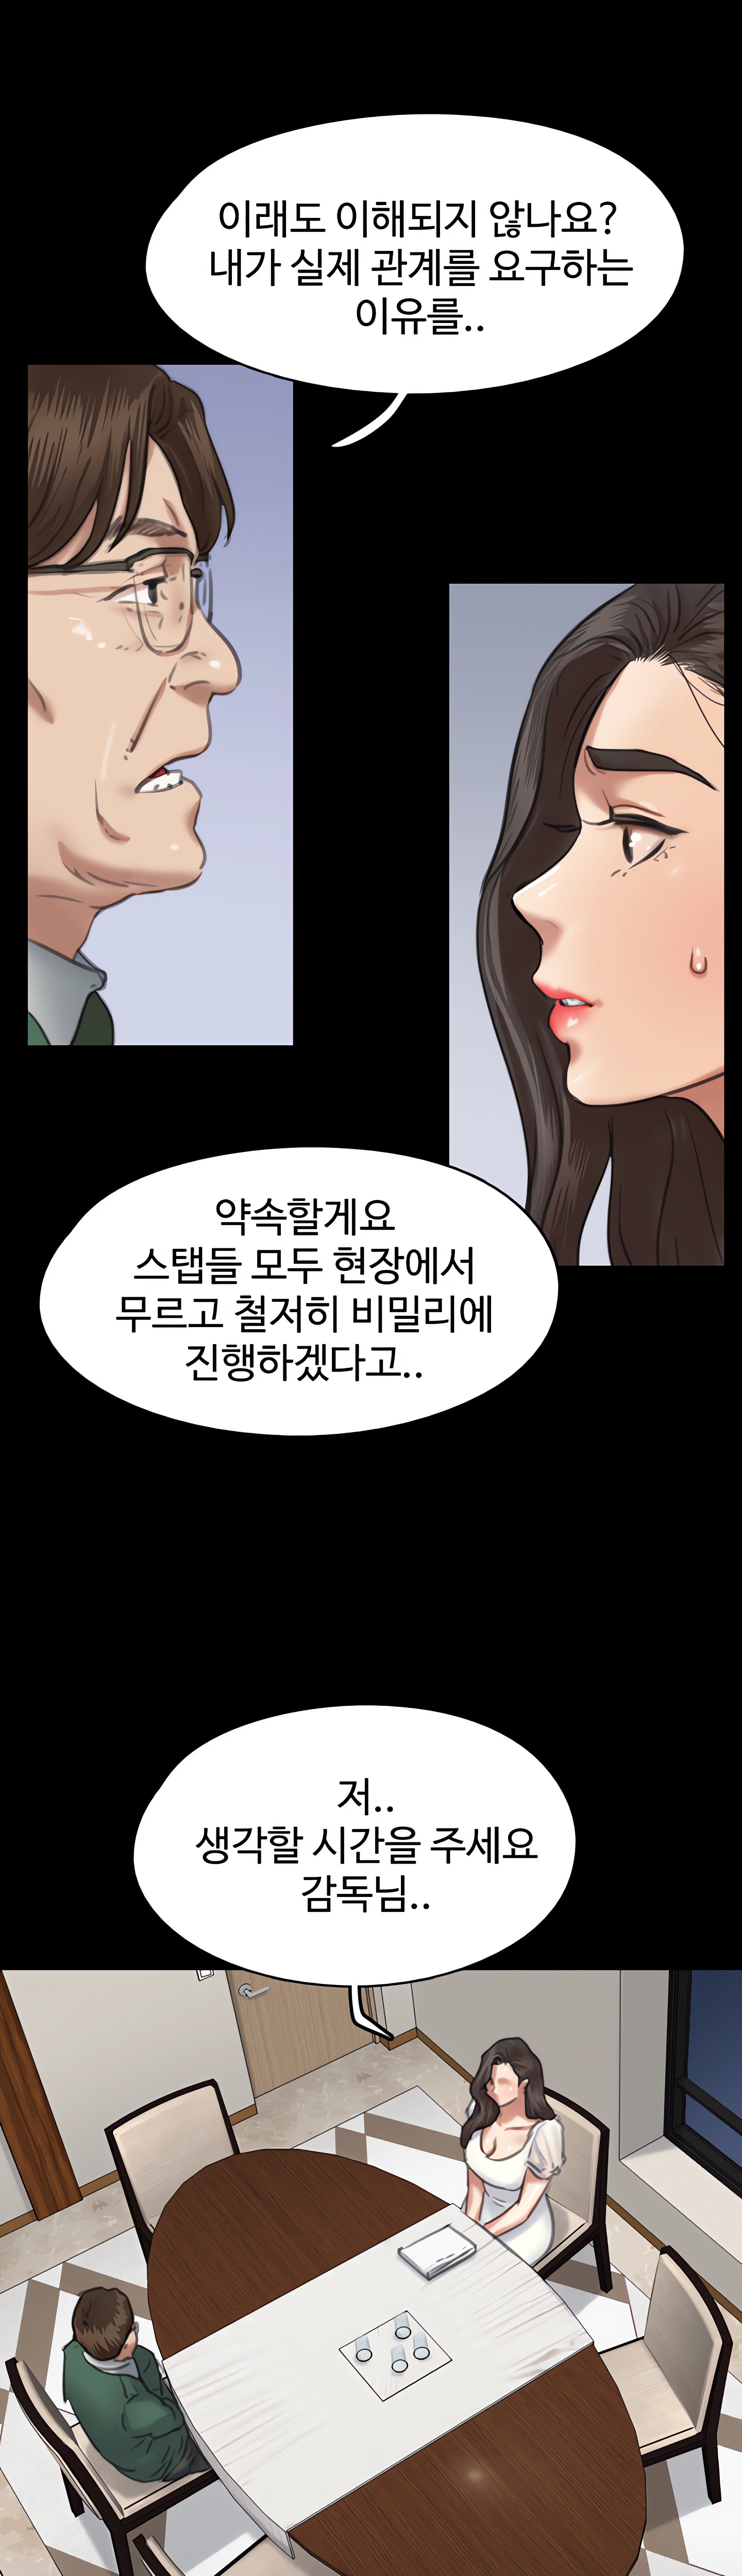 이래도 이해되지 않나요?
내가 실제 관계를 요구하는
이유를..
약속할게요
스탭들 모두 현장에서
무르고 철저히 비밀리에
진행하겠다고..
저..
생각할 시간을 주세요
감독님..